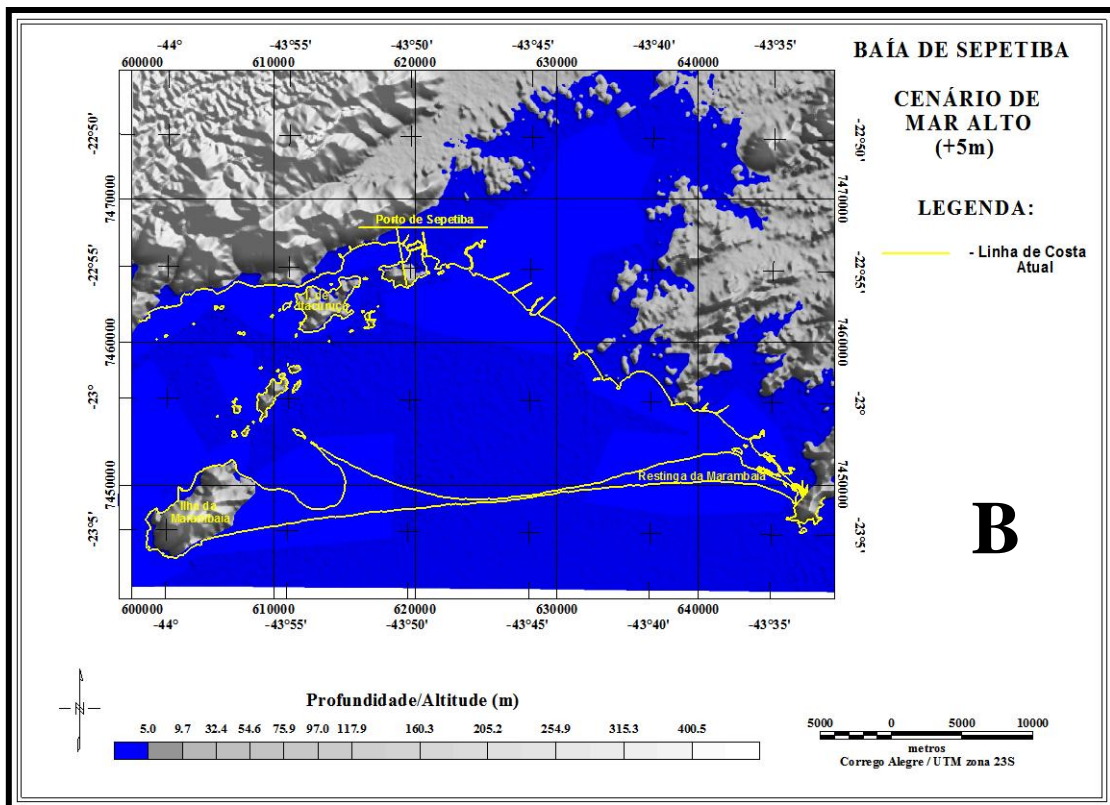 BAÍA DE SEPETIBA
CENÁRIO DE
MAR ALTO
(+5m)
LEGENDA:
- Linha de Costa
Atual
B
-44° -43°55' -43°50' -43°45' -43°40' -43°35'
600000 610000 620000 630000 640000
-22°50' -22°50'
7470000 7470000
Porto de Sepetiba
-22°55' -22°55'
I. de
Itacuruçá
7460000 7460000
-23° -23°
Restinga da Marambaia
7450000 7450000
Ilha da
Marambaia
-23°5' -23°5'
600000 610000 620000 630000 640000
-44° -43°55' -43°50' -43°45' -43°40' -43°35'
N
Profundidade/Altitude (m)
5.0 9.7 32.4 54.6 75.9 97.0 117.9 160.3 205.2 254.9 315.3 400.5
5000 0 5000 10000
metros
Corrego Alegre / UTM zona 23S